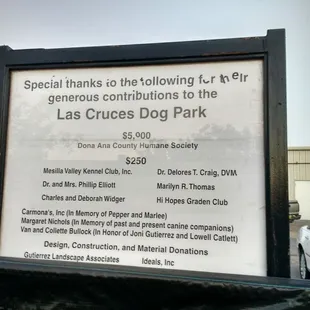 Special thanks to the following for their
generous contributions to the
Las Cruces Dog Park
$5,000
Dona Ana County Humane Society
$250
Mesilla Valley Kennel Club, Inc. Dr. Delores T. Craig, DVM
Dr. and Mrs. Phillip Elliott Marilyn R. Thomas
Charles and Deborah Widger Hi Hopes Graden Club
Carmona's, Inc (In Memory of Pepper and Marlee)
Margaret Nichols (In Memory of past and present canine companions)
Van and Collette Bullock (In Honor of Joni Gutierrez and Lowell Catlett)
Design, Construction, and Material Donations
Gutierrez Landscape Associates Ideals, Inc